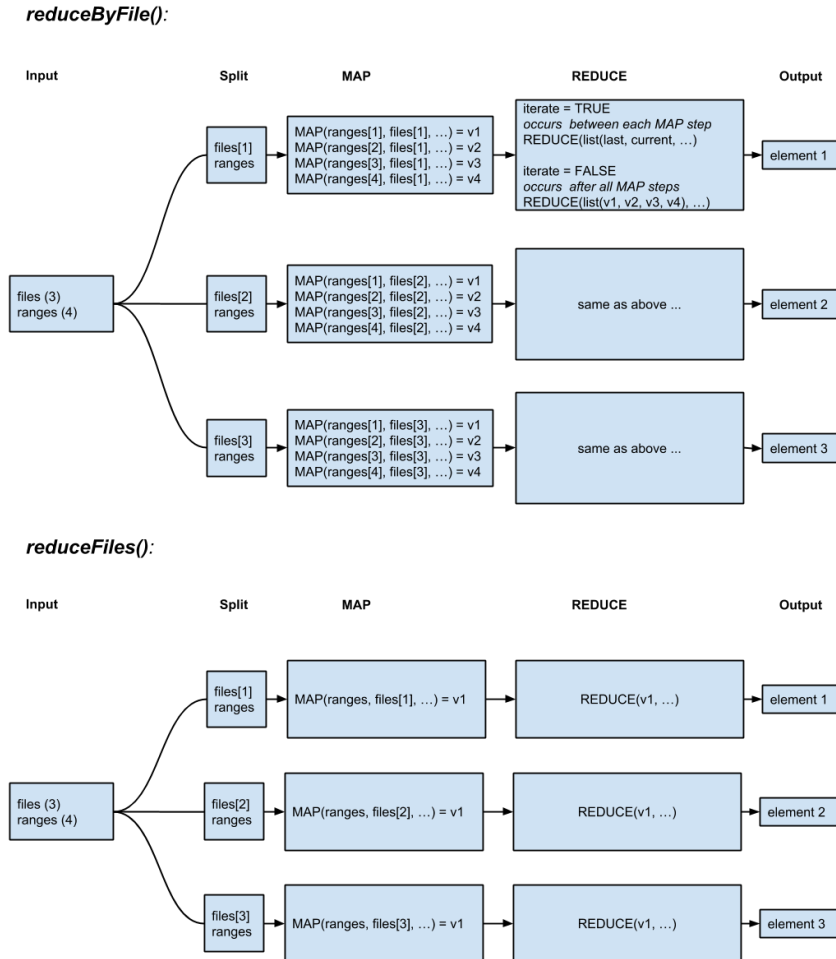 reduceByFile():
Input Split MAP REDUCE Output
files (3)
ranges (4)
files[1]
ranges
MAP(ranges[1], files[1], …) = v1
MAP(ranges[2], files[1], …) = v2
MAP(ranges[3], files[1], …) = v3
MAP(ranges[4], files[1], …) = v4
iterate = TRUE
occurs between each MAP step
REDUCE(list(last, current, …)
iterate = FALSE
occurs after all MAP steps
REDUCE(list(v1, v2, v3, v4), …)
element 1
files[2]
ranges
MAP(ranges[1], files[2], …) = v1
MAP(ranges[2], files[2], …) = v2
MAP(ranges[3], files[2], …) = v3
MAP(ranges[4], files[2], …) = v4
same as above ...
element 2
files[3]
ranges
MAP(ranges[1], files[3], …) = v1
MAP(ranges[2], files[3], …) = v2
MAP(ranges[3], files[3], …) = v3
MAP(ranges[4], files[3], …) = v4
same as above ...
element 3
reduceFiles():
Input Split MAP REDUCE Output
files (3)
ranges (4)
files[1]
ranges
MAP(ranges, files[1], …) = v1
REDUCE(v1, …)
element 1
files[2]
ranges
MAP(ranges, files[2], …) = v1
REDUCE(v1, …)
element 2
files[3]
ranges
MAP(ranges, files[3], …) = v1
REDUCE(v1, …)
element 3